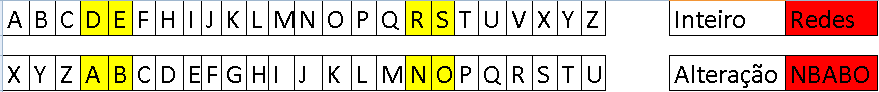 A B C D E F H I J K L M N O P Q R S T U V X Y Z Inteiro Redes
X Y Z A B C D E F G H I J K L M N O P Q R S T U Alteração NBABO